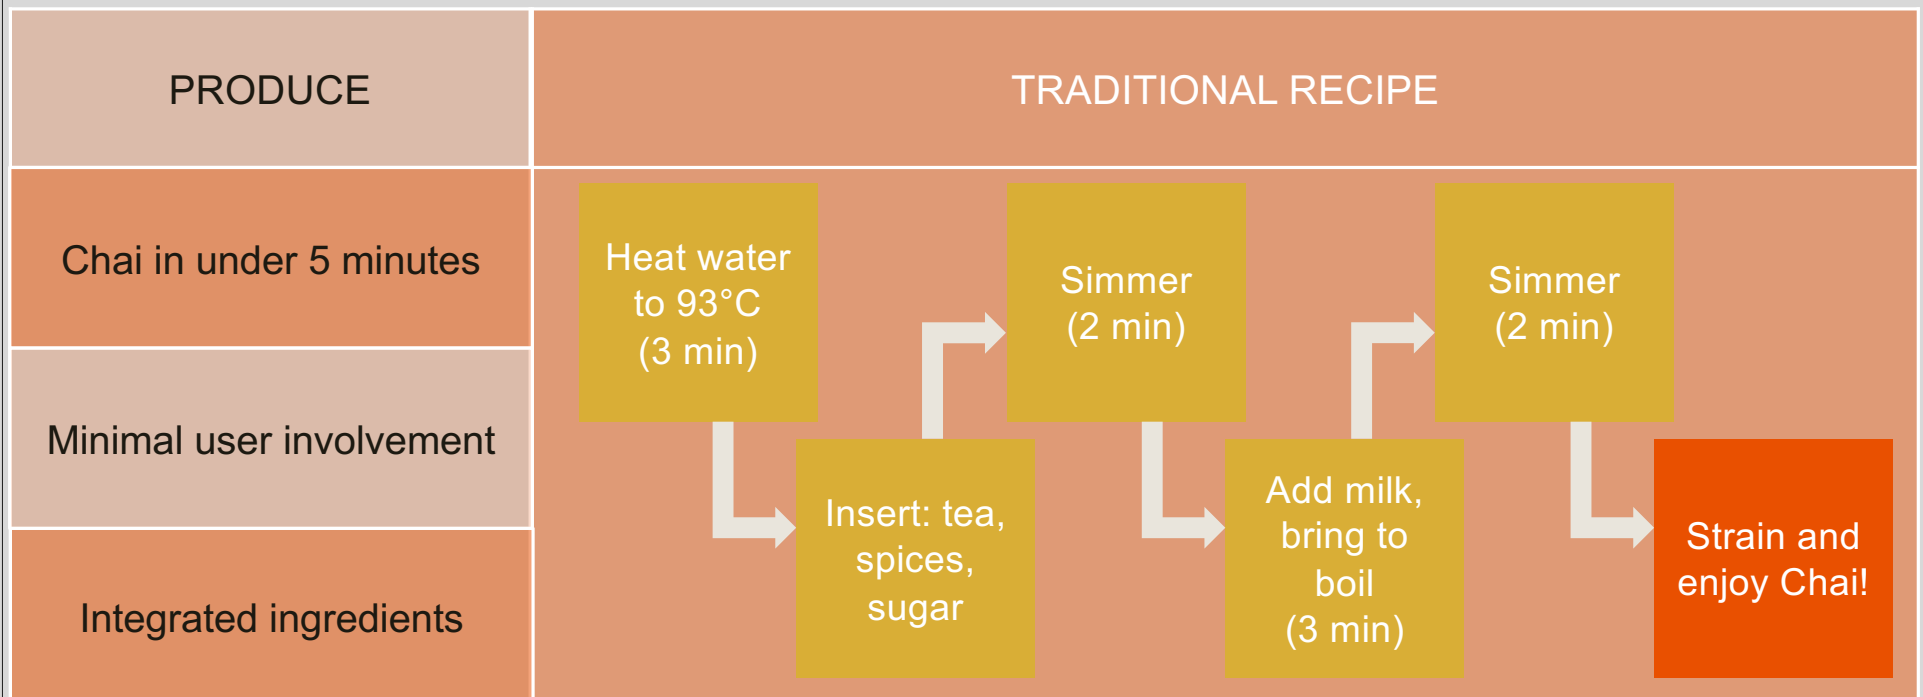 PRODUCE
TRADITIONAL RECIPE
Chai in under 5 minutes
Minimal user involvement
Integrated ingredients
Heat water
to 93°C
(3 min)
Insert: tea,
spices,
sugar
Simmer
(2 min)
Add milk,
bring to
boil
(3 min)
Simmer
(2 min)
Strain and
enjoy Chai!